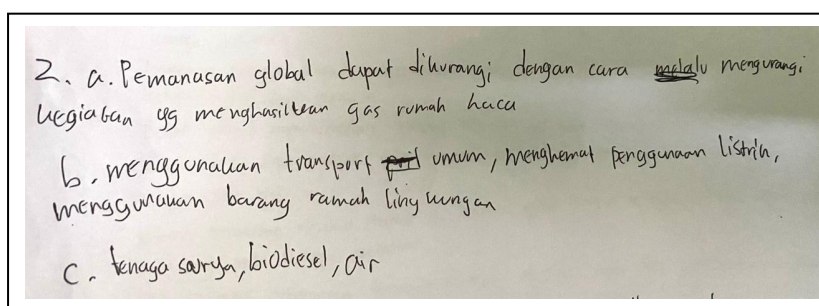 2. a. Pemanasan global dapat dikurangi dengan cara melalu mengurangi
kegiatan yg menghasilkan gas rumah kaca
b. menggunakan transport umum, menghemat penggunaan listrik,
menggunakan barang ramah lingkungan
c. tenaga surya, biodiesel, air